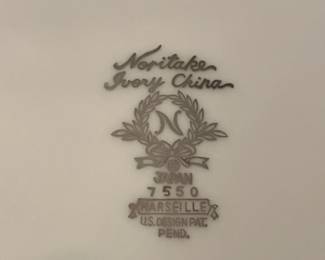 Noritake
Ivory China
N
JAPAN
7550
MARSEILLE
U.S. DESIGN PAT.
PEND.